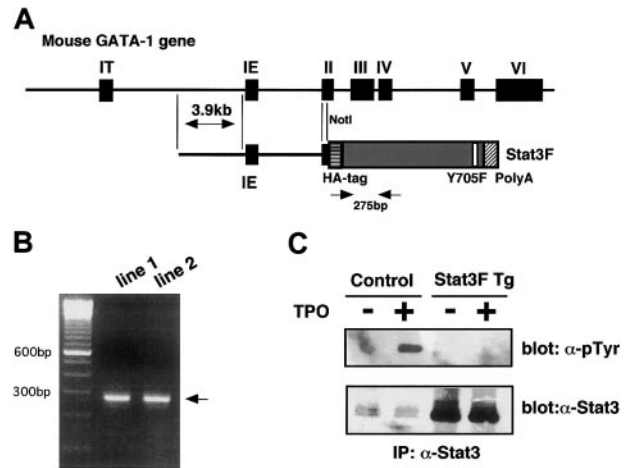 A
Mouse GATA-1 gene
IT IE II III IV V VI
3.9kb
NotI
Stat3F
IE HA-tag Y705F PolyA
275bp
B
line 1 line 2
600bp
300bp
C
Control Stat3F Tg
TPO - + - +
blot: α-pTyr
blot:α-Stat3
IP: α-Stat3